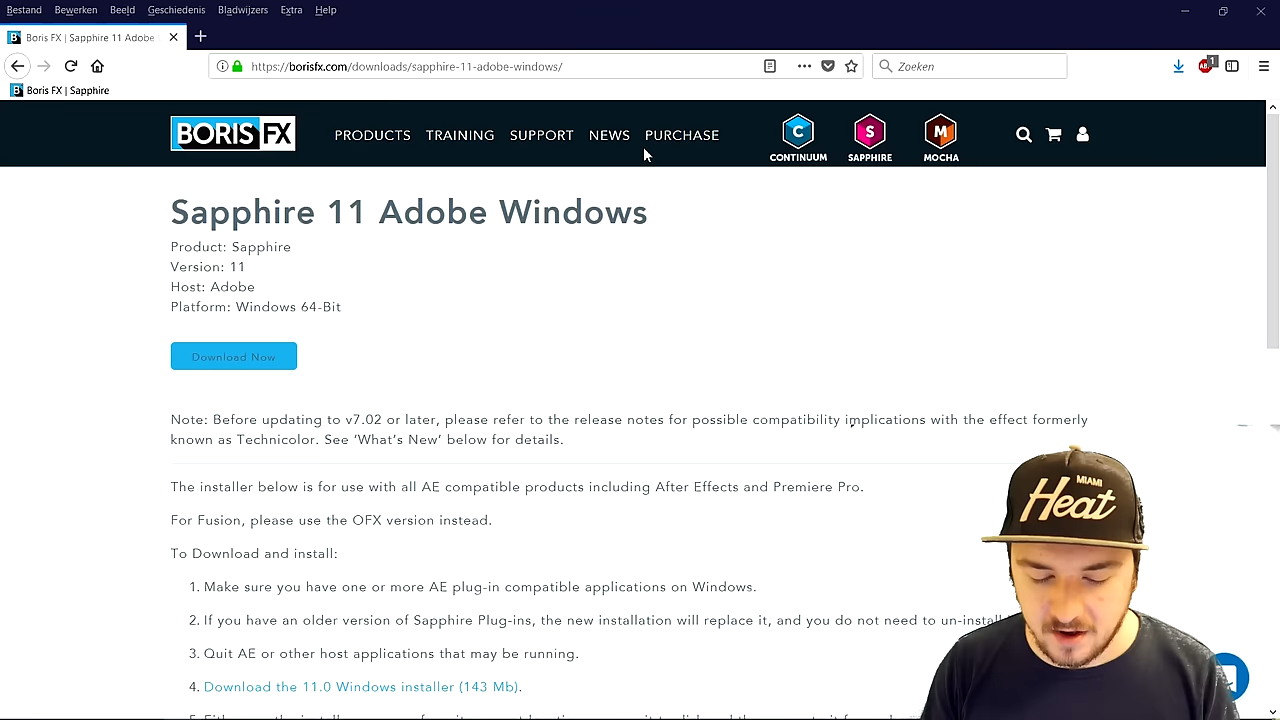 Bestand Bewerken Beeld Geschiedenis Bladwijzers Extra Help
Boris FX | Sapphire 11 Adobe
https://borisfx.com/downloads/sapphire-11-adobe-windows/
Zoeken
1
Boris FX | Sapphire
BORIS FX PRODUCTS TRAINING SUPPORT NEWS PURCHASE
C S M
CONTINUUM SAPPHIRE MOCHA
Sapphire 11 Adobe Windows
Product: Sapphire
Version: 11
Host: Adobe
Platform: Windows 64-Bit
Download Now
Note: Before updating to v7.02 or later, please refer to the release notes for possible compatibility implications with the effect formerly
known as Technicolor. See ‘What’s New’ below for details.
The installer below is for use with all AE compatible products including After Effects and Premiere Pro.
For Fusion, please use the OFX version instead.
To Download and install:
1. Make sure you have one or more AE plug-in compatible applications on Windows.
2. If you have an older version of Sapphire Plug-ins, the new installation will replace it, and you do not need to un-install
3. Quit AE or other host applications that may be running.
4. Download the 11.0 Windows installer (143 Mb).
MIAMI
Heat